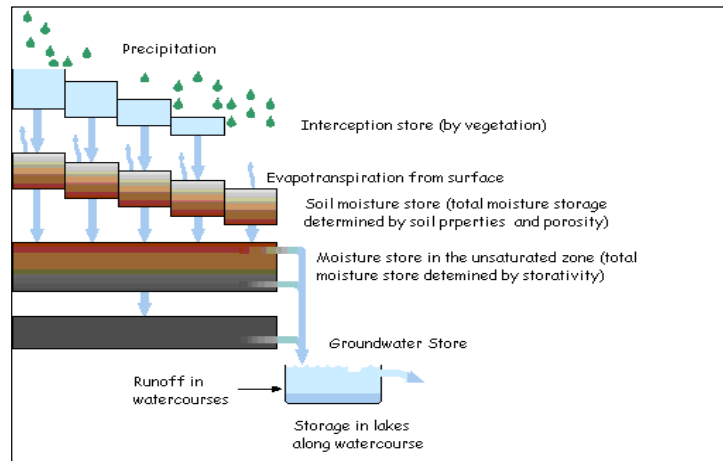 Precipitation
Interception store (by vegetation)
Evapotranspiration from surface
Soil moisture store (total moisture storage
determined by soil prperties and porosity)
Moisture store in the unsaturated zone (total
moisture store detemined by storativity)
Groundwater Store
Runoff in
watercourses
Storage in lakes
along watercourse